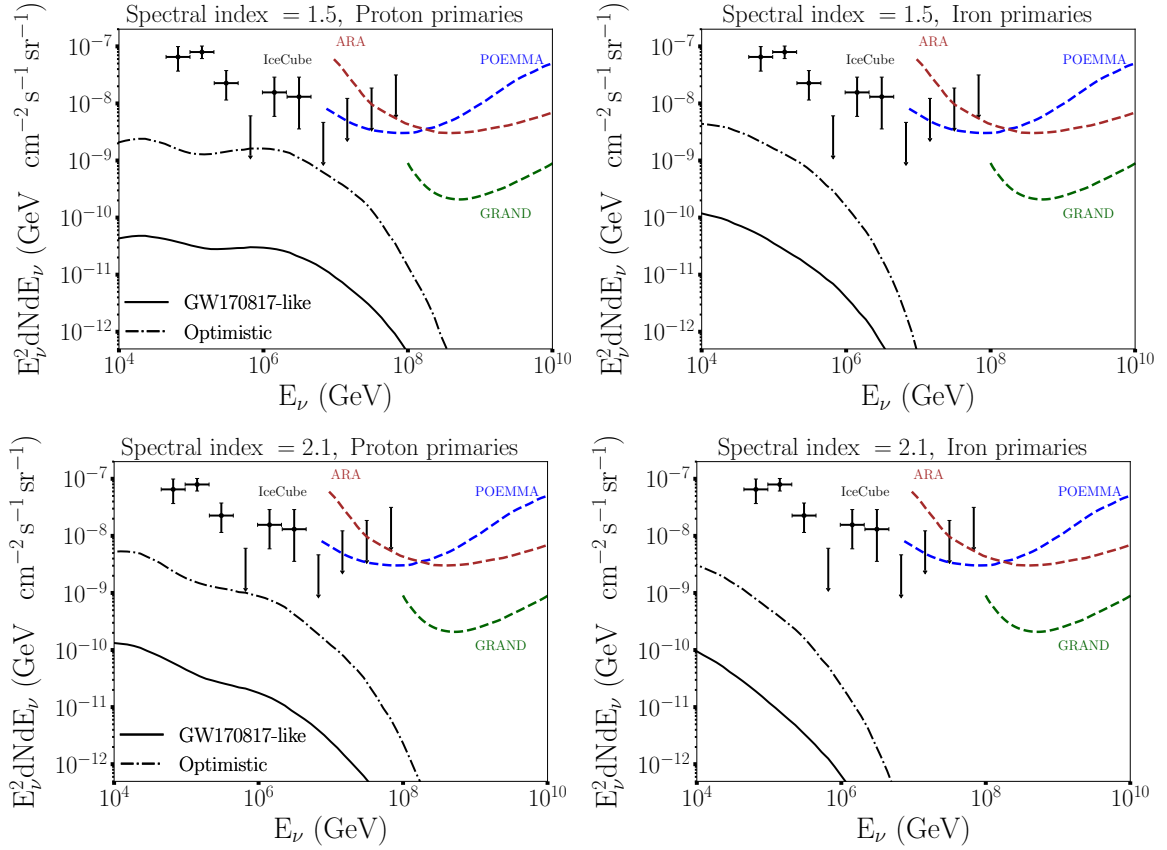 Spectral index = 1.5, Proton primaries
E_ν^2dNdE_ν (GeV cm^−2 s^−1 sr^−1)
10^−7
10^−8
10^−9
10^−10
10^−11
10^−12
ARA
IceCube
POEMMA
GRAND
GW170817-like
Optimistic
10^4
10^6
10^8
10^10
E_ν (GeV)
Spectral index = 1.5, Iron primaries
E_ν^2dNdE_ν (GeV cm^−2 s^−1 sr^−1)
10^−7
10^−8
10^−9
10^−10
10^−11
10^−12
ARA
IceCube
POEMMA
GRAND
10^4
10^6
10^8
10^10
E_ν (GeV)
Spectral index = 2.1, Proton primaries
E_ν^2dNdE_ν (GeV cm^−2 s^−1 sr^−1)
10^−7
10^−8
10^−9
10^−10
10^−11
10^−12
ARA
IceCube
POEMMA
GRAND
GW170817-like
Optimistic
10^4
10^6
10^8
10^10
E_ν (GeV)
Spectral index = 2.1, Iron primaries
E_ν^2dNdE_ν (GeV cm^−2 s^−1 sr^−1)
10^−7
10^−8
10^−9
10^−10
10^−11
10^−12
ARA
IceCube
POEMMA
GRAND
10^4
10^6
10^8
10^10
E_ν (GeV)